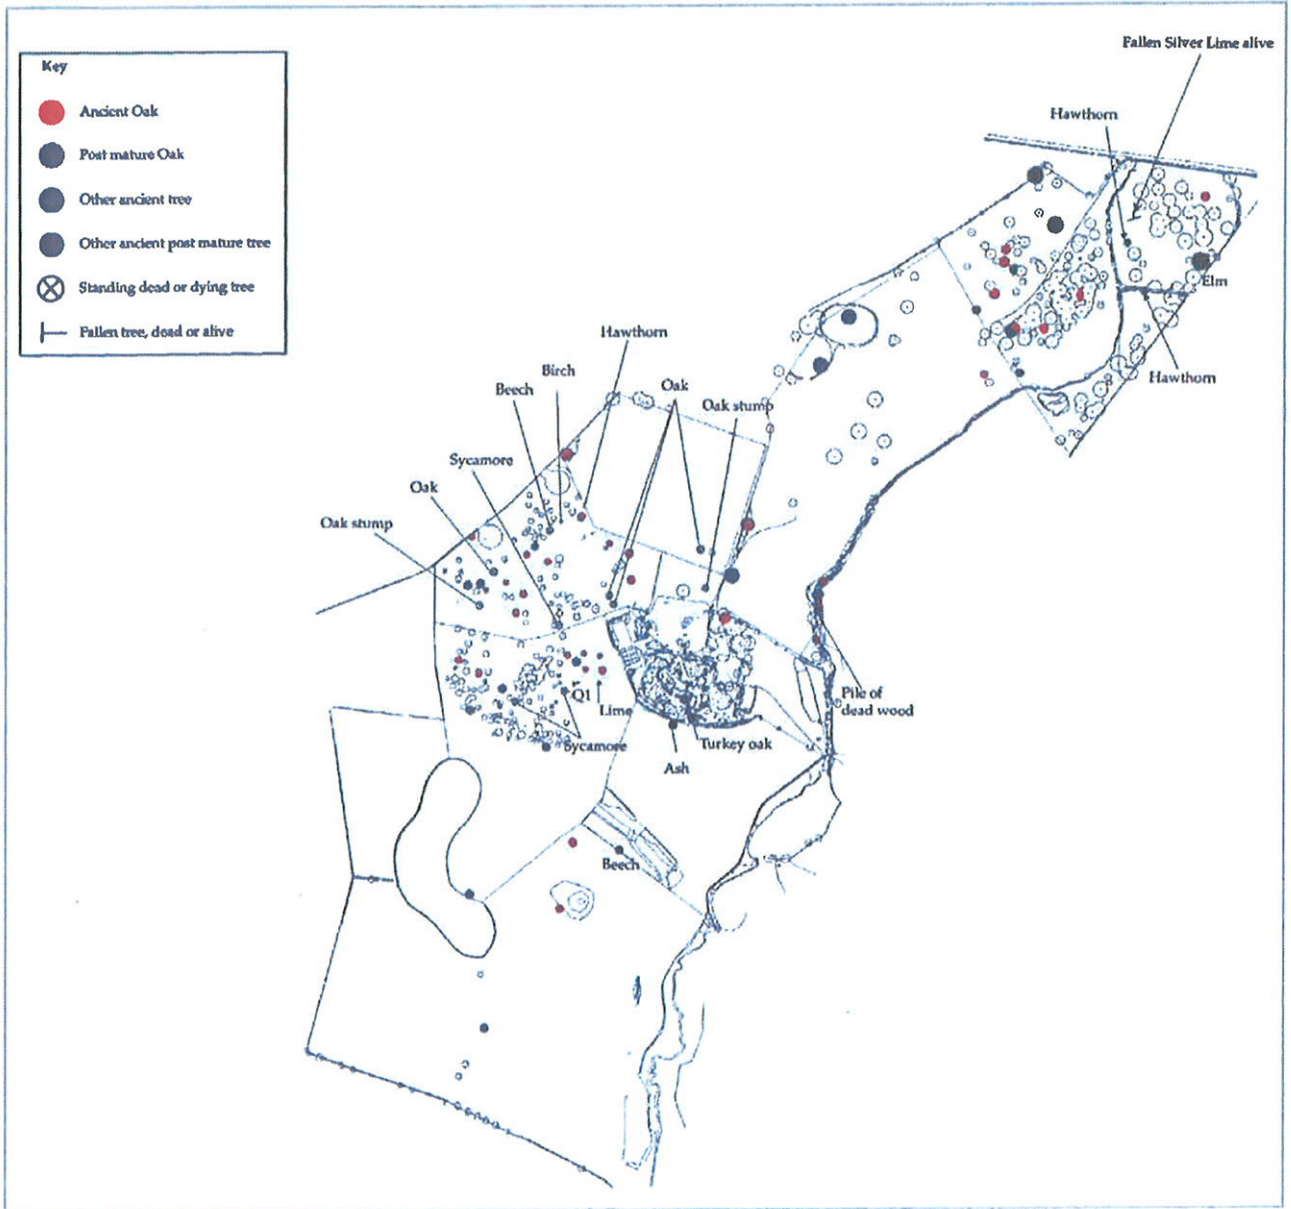 Key
Ancient Oak
Post mature Oak
Other ancient tree
Other ancient post mature tree
Standing dead or dying tree
Fallen tree, dead or alive
Fallen Silver Lime alive
Hawthorn
Elm
Hawthorn
Hawthorn
Birch
Oak
Beech
Oak stump
Sycamore
Oak
Oak stump
Q1
Lime
Pile of
dead wood
Sycamore
Turkey oak
Ash
Beech